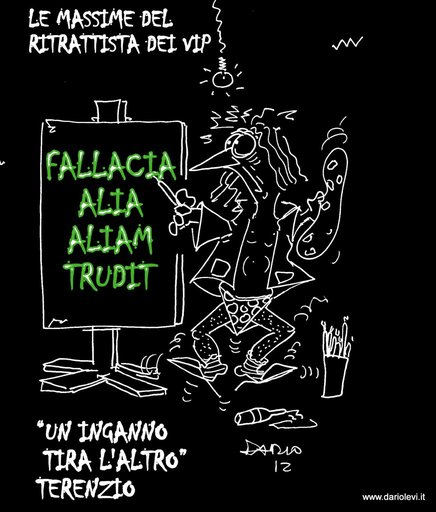 LE MASSIME DEL
RITRATTISTA DEI VIP
FALLACIA
ALIA
ALIAM
TRUDIT
"UN INGANNO
TIRA L'ALTRO"
TERENZIO
DARIO
12
www.dariolevi.it